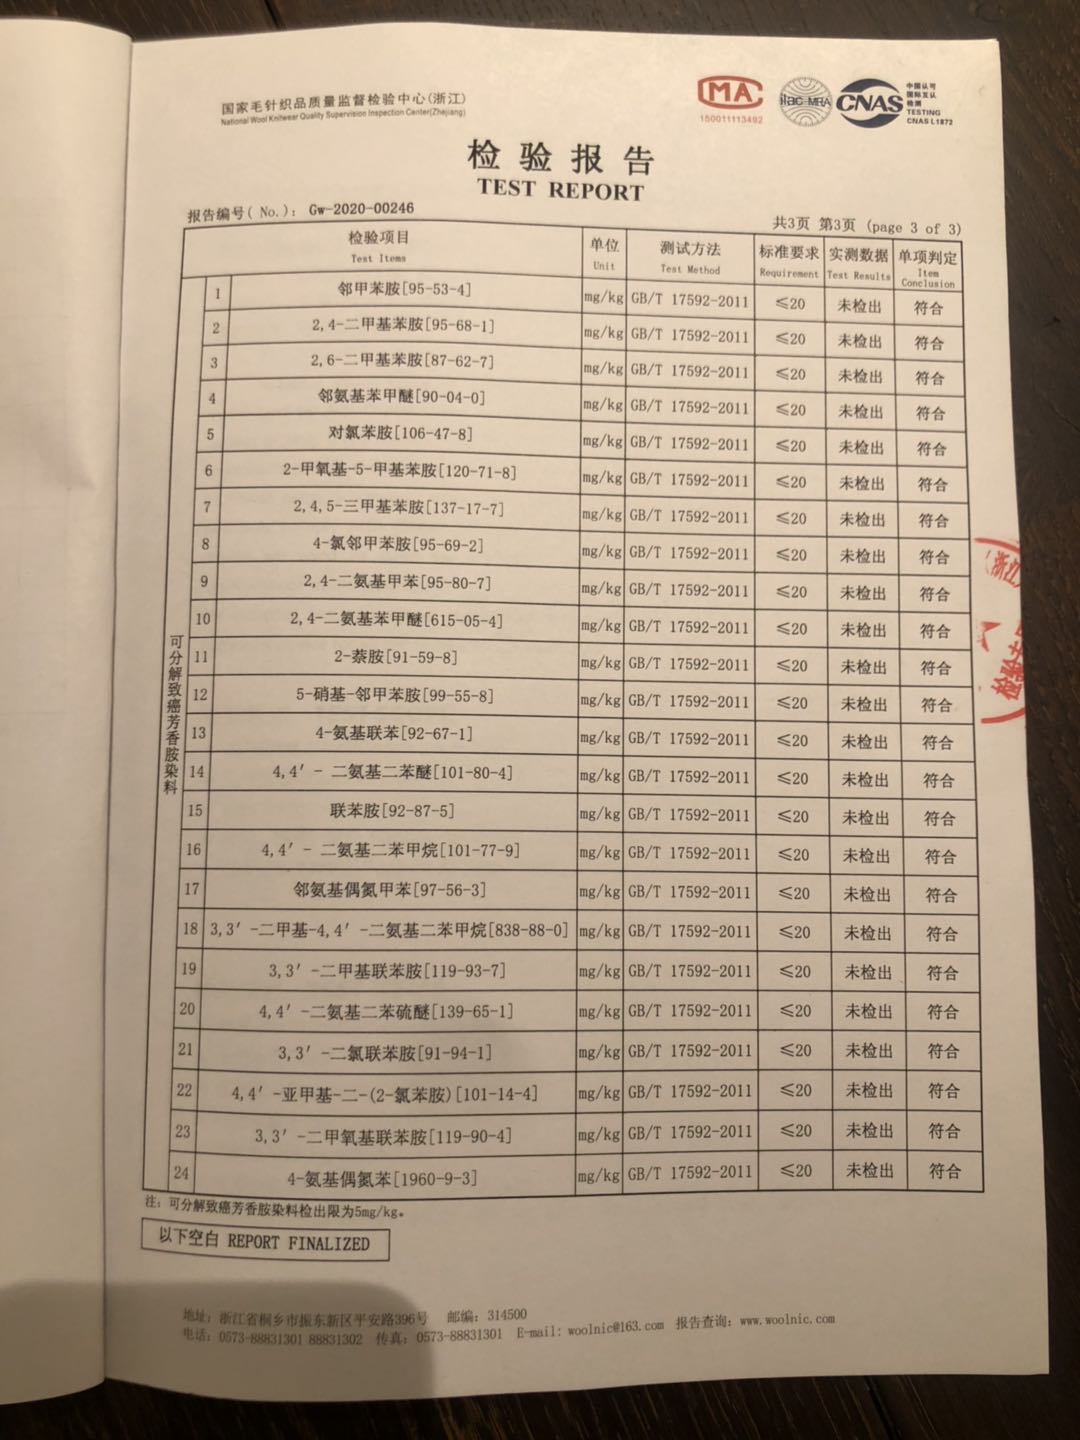 国家毛针织品质量监督检验中心(浙江)
National Wool Knitwear Quality Supervision Inspection Center(Zhejiang)
MA
150011113492
ilac-MRA
CNAS
中国认可
国际互认
检测
TESTING
CNAS L1872
检验报告
TEST REPORT
报告编号( No.): Gw-2020-00246
共3页 第3页 (page 3 of 3)
检验项目 单位 测试方法 标准要求 实测数据 单项判定
Test Items Unit Test Method Requirement Test Results Item Conclusion
可分解致癌芳香胺染料
1 邻甲苯胺[95-53-4] mg/kg GB/T 17592-2011 ≤20 未检出 符合
2 2,4-二甲基苯胺[95-68-1] mg/kg GB/T 17592-2011 ≤20 未检出 符合
3 2,6-二甲基苯胺[87-62-7] mg/kg GB/T 17592-2011 ≤20 未检出 符合
4 邻氨基苯甲醚[90-04-0] mg/kg GB/T 17592-2011 ≤20 未检出 符合
5 对氯苯胺[106-47-8] mg/kg GB/T 17592-2011 ≤20 未检出 符合
6 2-甲氧基-5-甲基苯胺[120-71-8] mg/kg GB/T 17592-2011 ≤20 未检出 符合
7 2,4,5-三甲基苯胺[137-17-7] mg/kg GB/T 17592-2011 ≤20 未检出 符合
8 4-氯邻甲苯胺[95-69-2] mg/kg GB/T 17592-2011 ≤20 未检出 符合
9 2,4-二氨基甲苯[95-80-7] mg/kg GB/T 17592-2011 ≤20 未检出 符合
10 2,4-二氨基苯甲醚[615-05-4] mg/kg GB/T 17592-2011 ≤20 未检出 符合
11 2-萘胺[91-59-8] mg/kg GB/T 17592-2011 ≤20 未检出 符合
12 5-硝基-邻甲苯胺[99-55-8] mg/kg GB/T 17592-2011 ≤20 未检出 符合
13 4-氨基联苯[92-67-1] mg/kg GB/T 17592-2011 ≤20 未检出 符合
14 4,4′- 二氨基二苯醚[101-80-4] mg/kg GB/T 17592-2011 ≤20 未检出 符合
15 联苯胺[92-87-5] mg/kg GB/T 17592-2011 ≤20 未检出 符合
16 4,4′- 二氨基二苯甲烷[101-77-9] mg/kg GB/T 17592-2011 ≤20 未检出 符合
17 邻氨基偶氮甲苯[97-56-3] mg/kg GB/T 17592-2011 ≤20 未检出 符合
18 3,3′-二甲基-4,4′-二氨基二苯甲烷[838-88-0] mg/kg GB/T 17592-2011 ≤20 未检出 符合
19 3,3′-二甲基联苯胺[119-93-7] mg/kg GB/T 17592-2011 ≤20 未检出 符合
20 4,4′-二氨基二苯硫醚[139-65-1] mg/kg GB/T 17592-2011 ≤20 未检出 符合
21 3,3′-二氯联苯胺[91-94-1] mg/kg GB/T 17592-2011 ≤20 未检出 符合
22 4,4′-亚甲基-二-(2-氯苯胺)[101-14-4] mg/kg GB/T 17592-2011 ≤20 未检出 符合
23 3,3′-二甲氧基联苯胺[119-90-4] mg/kg GB/T 17592-2011 ≤20 未检出 符合
24 4-氨基偶氮苯[1960-9-3] mg/kg GB/T 17592-2011 ≤20 未检出 符合
注: 可分解致癌芳香胺染料检出限为5mg/kg。
以下空白 REPORT FINALIZED
(浙江
检验
地址: 浙江省桐乡市振东新区平安路396号 邮编: 314500
电话: 0573-88831301 88831302 传真: 0573-88831301 E-mail: woolnic@163.com 报告查询: www.woolnic.com